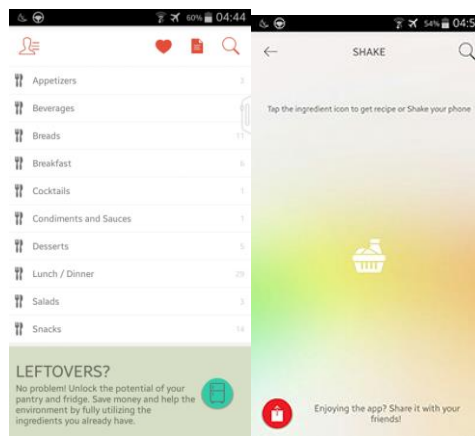 60% 04:44
Appetizers 3
Beverages
Breads 11
Breakfast 6
Cocktails 1
Condiments and Sauces 1
Desserts 5
Lunch / Dinner 29
Salads 3
Snacks 14
LEFTOVERS?
No problem! Unlock the potential of your
pantry and fridge. Save money and help the
environment by fully utilizing the
ingredients you already have.
54% 04:5
SHAKE
Tap the ingredient icon to get recipe or Shake your phone
Enjoying the app? Share it with your
friends!